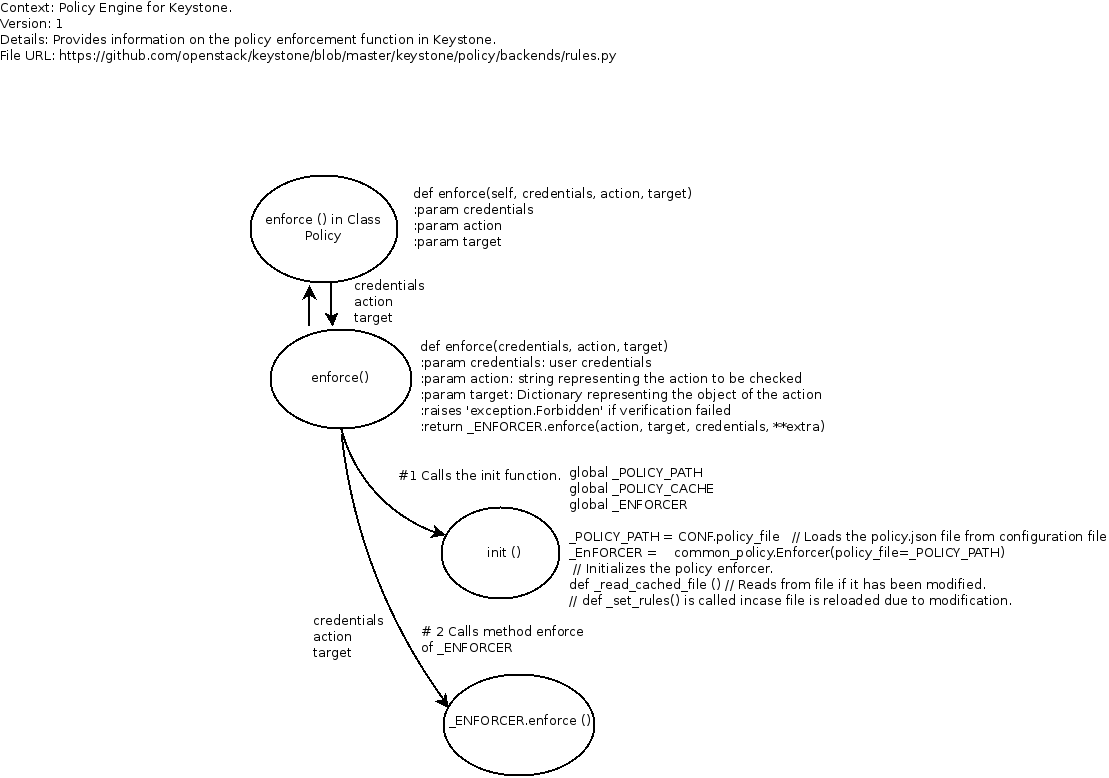 Context: Policy Engine for Keystone.
Version: 1
Details: Provides information on the policy enforcement function in Keystone.
File URL: https://github.com/openstack/keystone/blob/master/keystone/policy/backends/rules.py
enforce () in Class
Policy
def enforce(self, credentials, action, target)
:param credentials
:param action
:param target
credentials
action
target
enforce()
def enforce(credentials, action, target)
:param credentials: user credentials
:param action: string representing the action to be checked
:param target: Dictionary representing the object of the action
:raises 'exception.Forbidden' if verification failed
:return _ENFORCER.enforce(action, target, credentials, **extra)
#1 Calls the init function.
global _POLICY_PATH
global _POLICY_CACHE
global _ENFORCER
init ()
_POLICY_PATH = CONF.policy_file // Loads the policy.json file from configuration file
_EnFORCER = common_policy.Enforcer(policy_file=_POLICY_PATH)
// Initializes the policy enforcer.
def _read_cached_file () // Reads from file if it has been modified.
// def _set_rules() is called incase file is reloaded due to modification.
credentials
action
target
# 2 Calls method enforce
of _ENFORCER
_ENFORCER.enforce ()